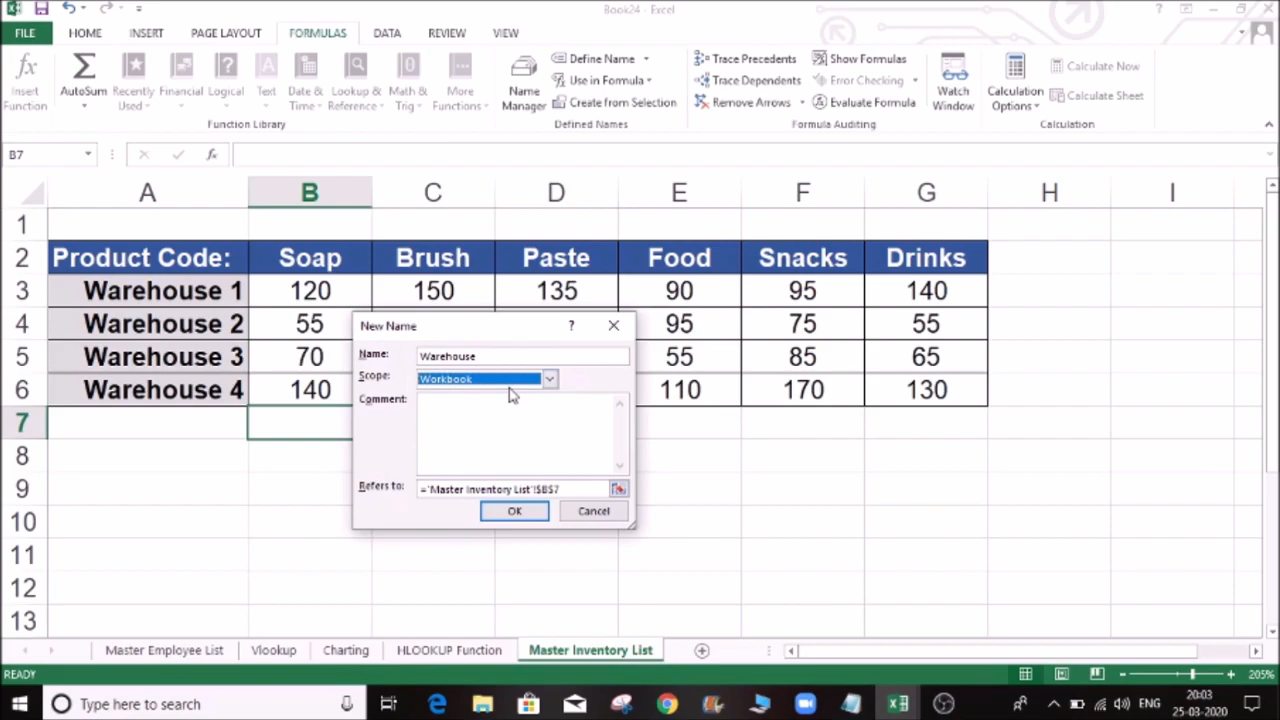 Book24 - Excel
FILE HOME INSERT PAGE LAYOUT FORMULAS DATA REVIEW VIEW
Insert Function
AutoSum
Recently Used
Financial
Logical
Text
Date & Time
Lookup & Reference
Math & Trig
More Functions
Function Library
Name Manager
Define Name
Use in Formula
Create from Selection
Defined Names
Trace Precedents
Trace Dependents
Remove Arrows
Show Formulas
Error Checking
Evaluate Formula
Formula Auditing
Watch Window
Calculation Options
Calculate Now
Calculate Sheet
Calculation
B7 fx
A B C D E F G H I
1
2 Product Code: Soap Brush Paste Food Snacks Drinks
3 Warehouse 1 120 150 135 90 95 140
4 Warehouse 2 55 95 75 55
5 Warehouse 3 70 55 85 65
6 Warehouse 4 140 110 170 130
7
8
9
10
11
12
13
New Name ?
Name: Warehouse
Scope: Workbook
Comment:
Refers to: ='Master Inventory List'!$B$7
OK Cancel
Master Employee List Vlookup Charting HLOOKUP Function Master Inventory List
READY 205%
Type here to search
ENG
20:03
25-03-2020